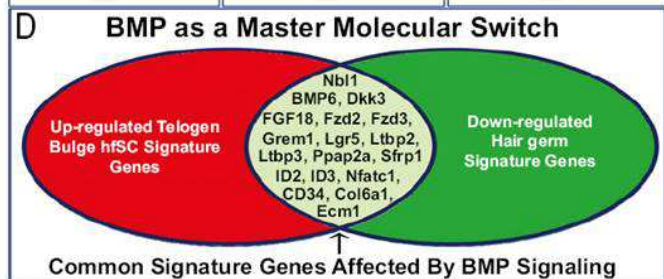 D
BMP as a Master Molecular Switch
Up-regulated Telogen
Bulge hfSC Signature
Genes
Nbl1
BMP6, Dkk3
FGF18, Fzd2, Fzd3,
Grem1, Lgr5, Ltbp2,
Ltbp3, Ppap2a, Sfrp1
ID2, ID3, Nfatc1,
CD34, Col6a1,
Ecm1
Down-regulated
Hair germ
Signature Genes
Common Signature Genes Affected By BMP Signaling